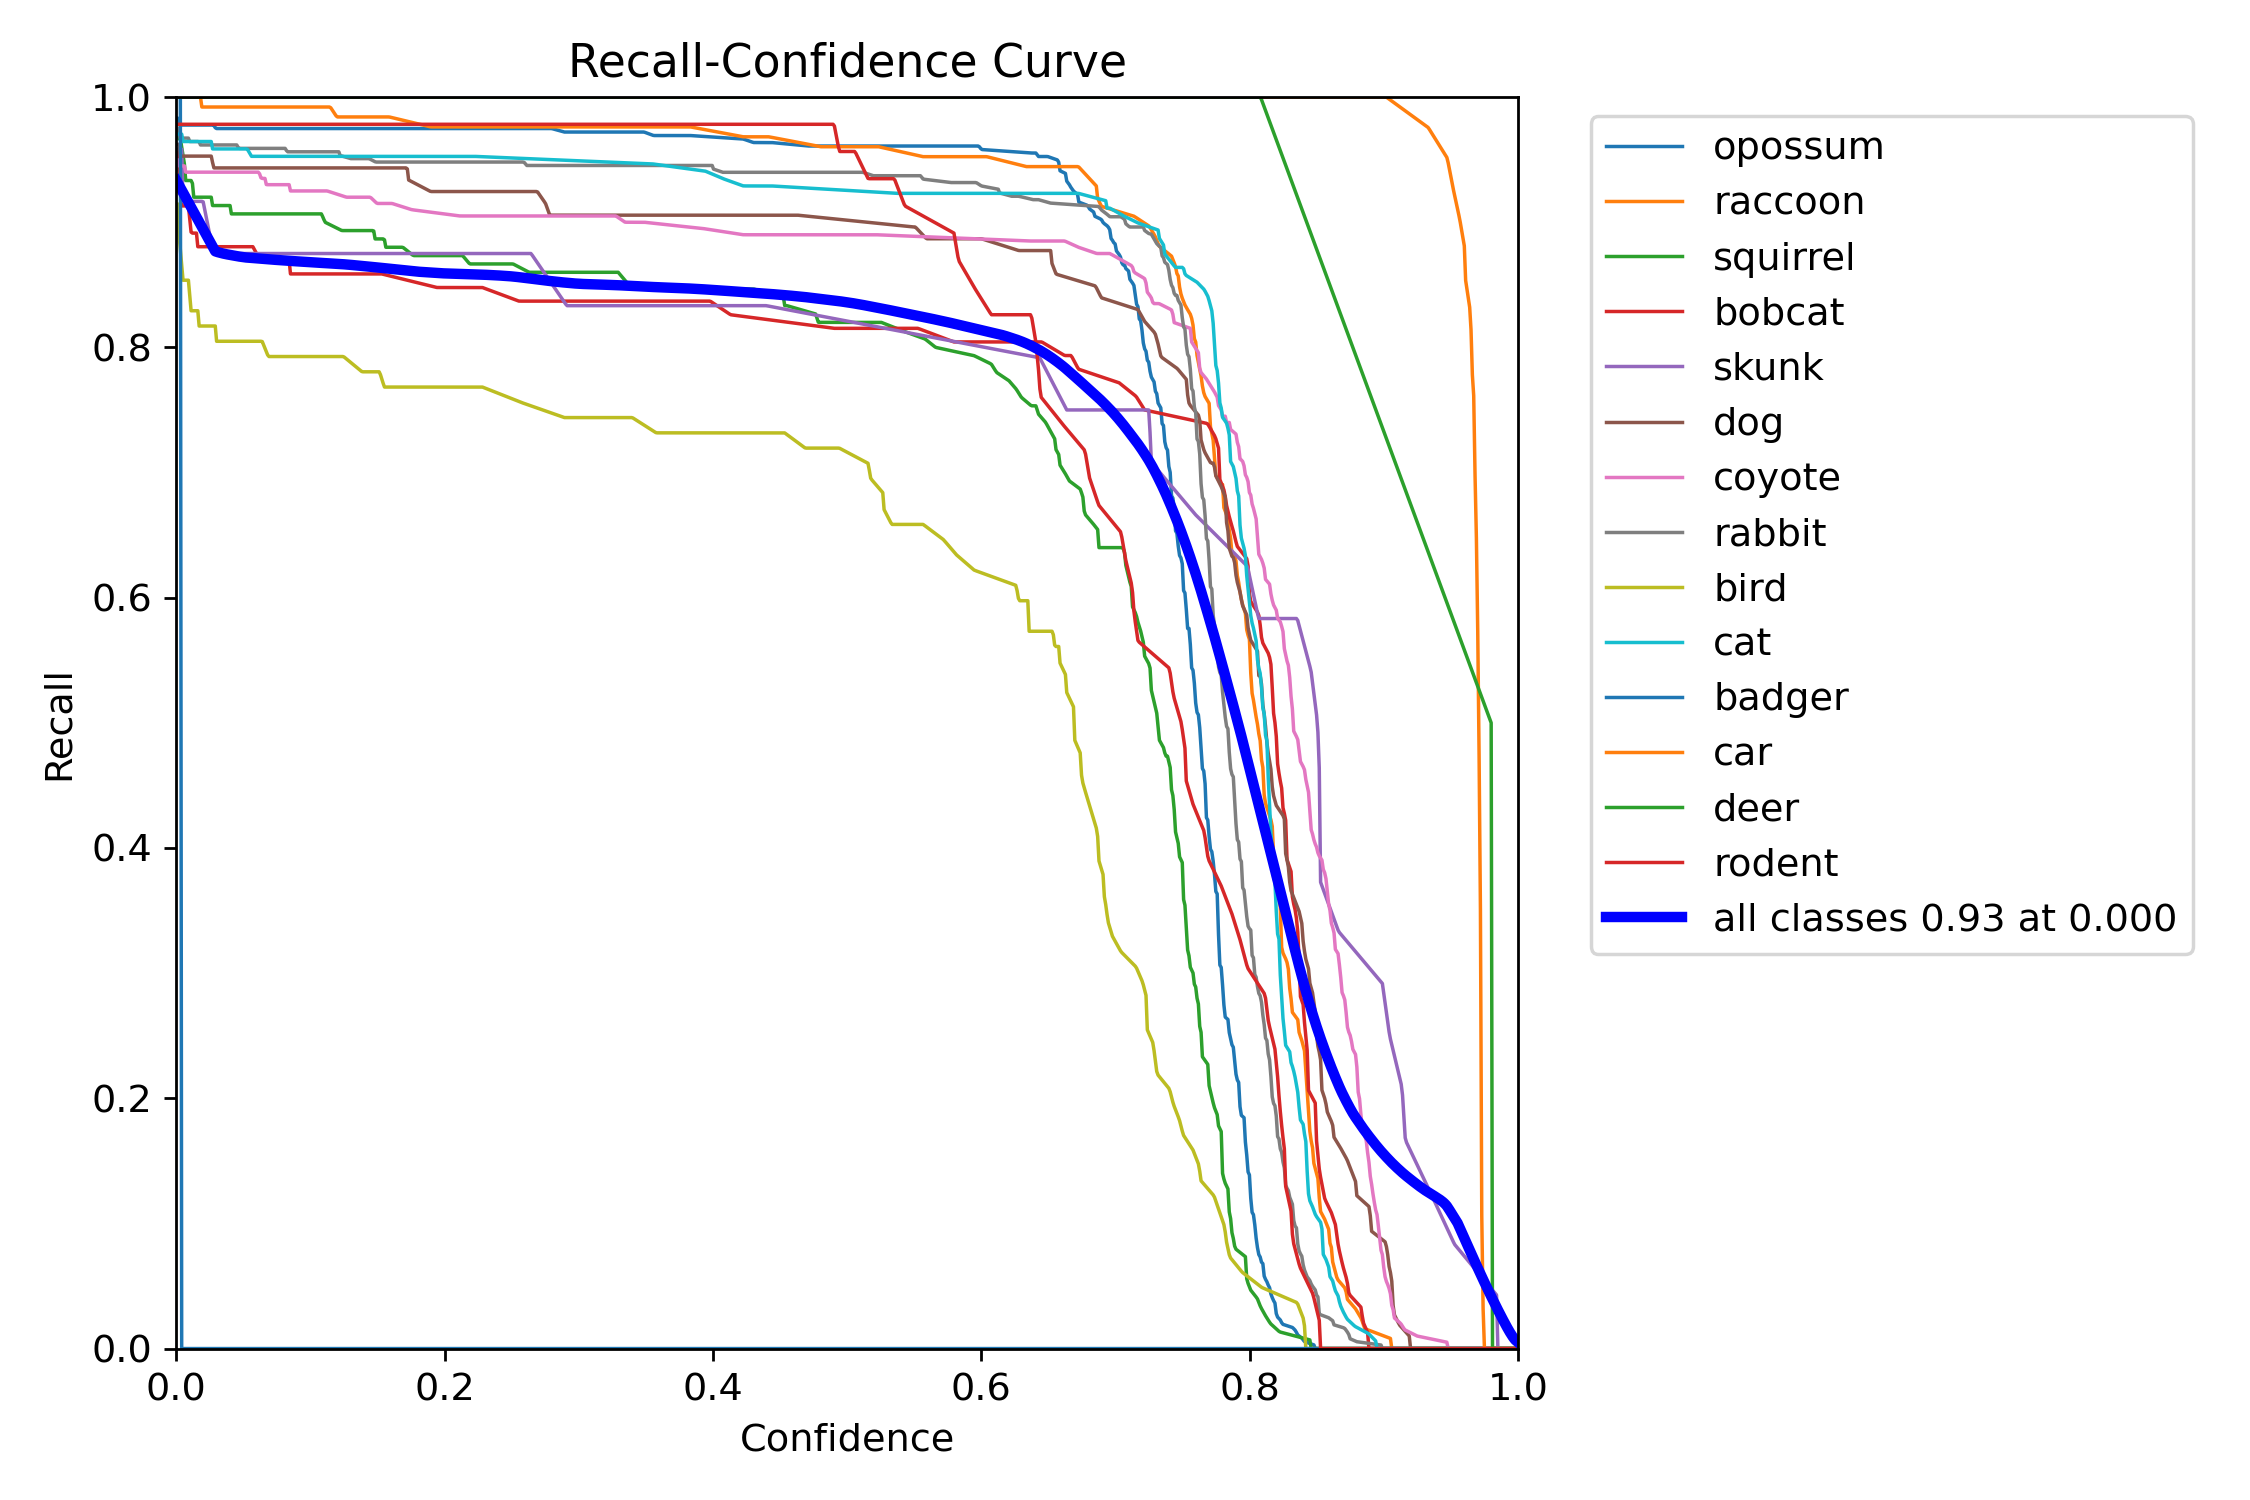 Recall-Confidence Curve
1.0
0.8
0.6
0.4
0.2
0.0
Recall
0.0 0.2 0.4 0.6 0.8 1.0
Confidence
opossum
raccoon
squirrel
bobcat
skunk
dog
coyote
rabbit
bird
cat
badger
car
deer
rodent
all classes 0.93 at 0.000